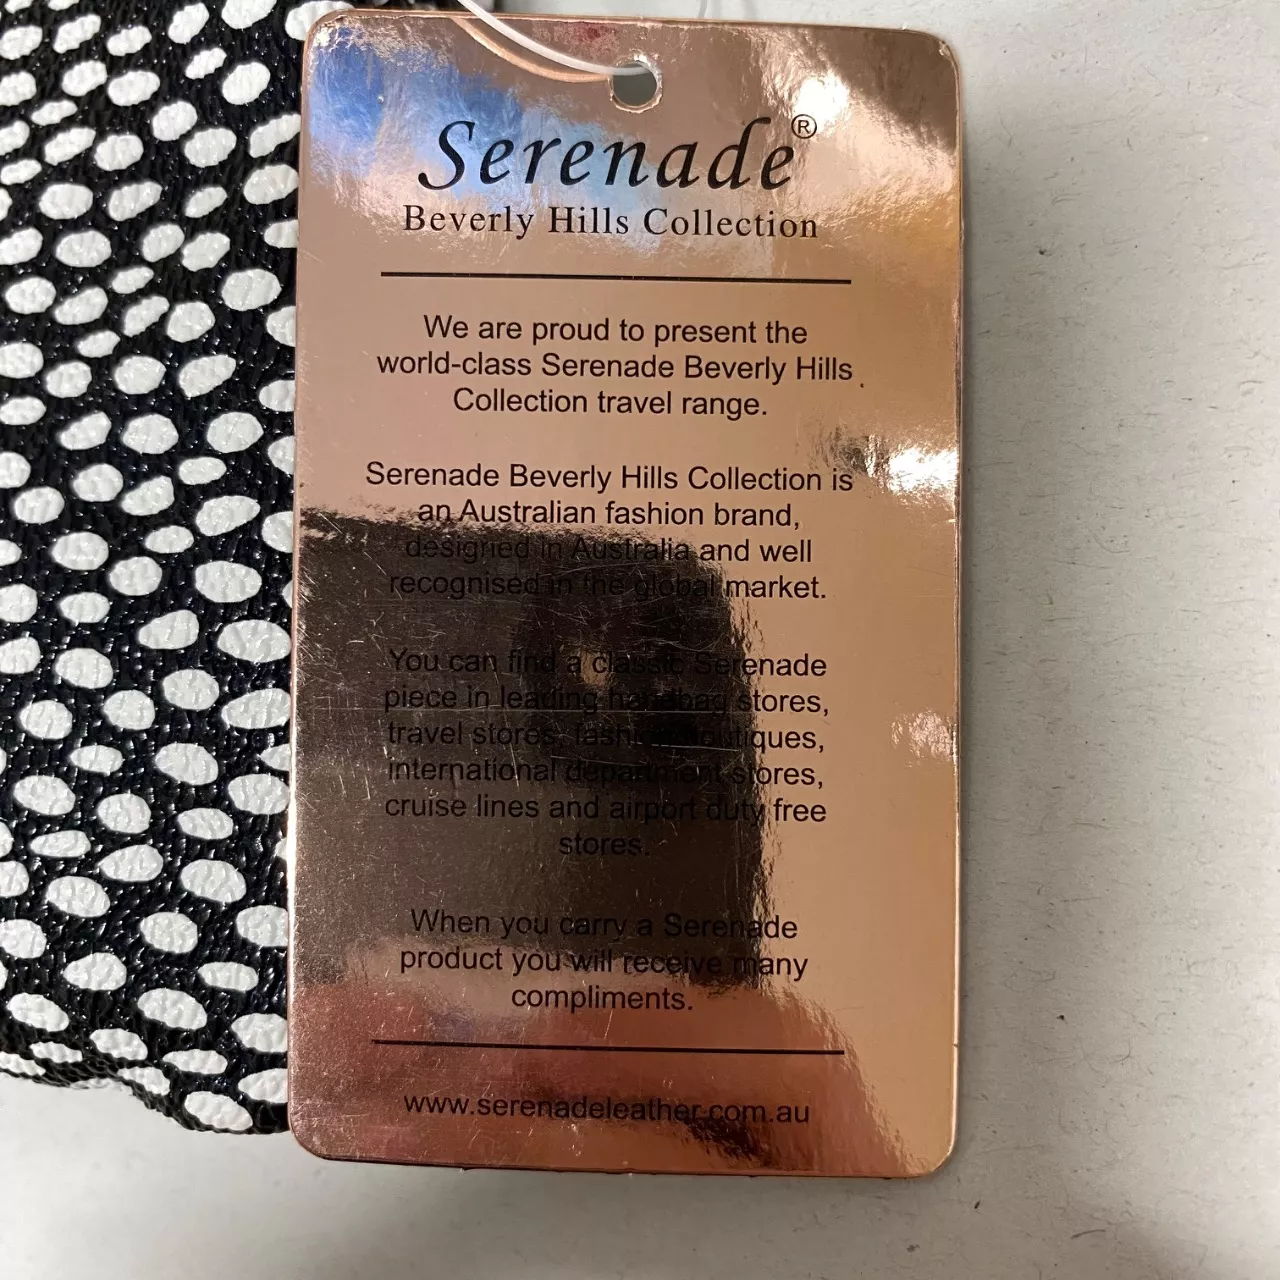 Serenade®
Beverly Hills Collection
We are proud to present the
world-class Serenade Beverly Hills
Collection travel range.
Serenade Beverly Hills Collection is
an Australian fashion brand,
designed in Australia and well
recognised in the global market.
You can find a classic Serenade
piece in leading handbag stores,
travel stores, fashion boutiques,
international department stores,
cruise lines and airport duty free
stores.
When you carry a Serenade
product you will receive many
compliments.
www.serenadeleather.com.au